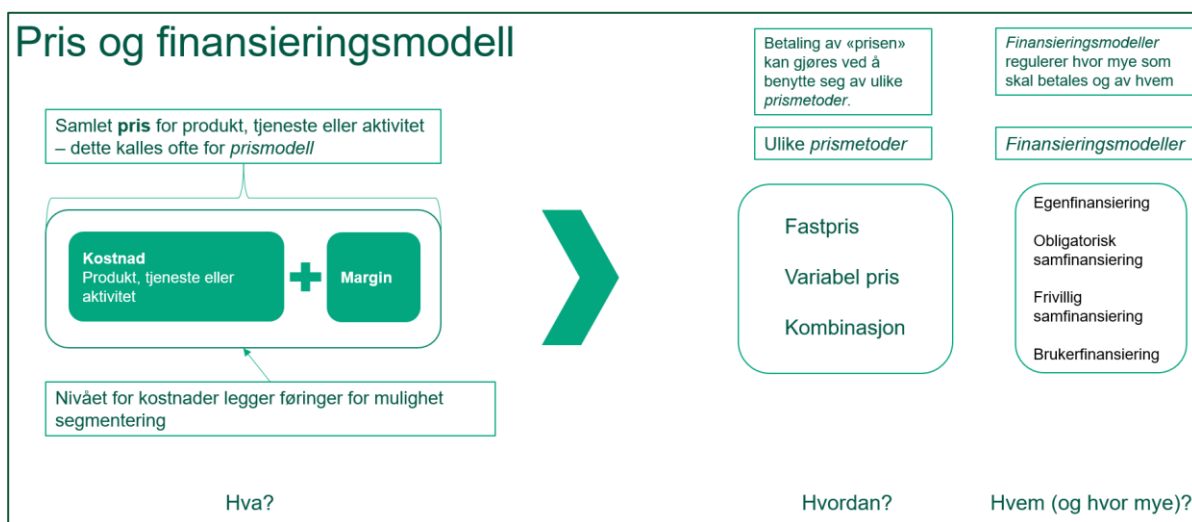 Pris og finansieringsmodell
Samlet pris for produkt, tjeneste eller aktivitet
– dette kalles ofte for prismodell
Kostnad
Produkt, tjeneste eller
aktivitet
Margin
Nivået for kostnader legger føringer for mulighet
segmentering
Hva?
Betaling av «prisen»
kan gjøres ved å
benytte seg av ulike
prismetoder.
Ulike prismetoder
Fastpris
Variabel pris
Kombinasjon
Hvordan?
Finansieringsmodeller
regulerer hvor mye som
skal betales og av hvem
Finansieringsmodeller
Egenfinansiering
Obligatorisk
samfinansiering
Frivillig
samfinansiering
Brukerfinansiering
Hvem (og hvor mye)?